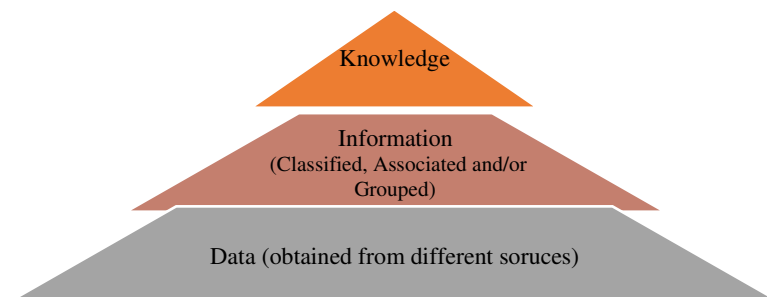 Knowledge
Information
(Classified, Associated and/or
Grouped)
Data (obtained from different soruces)